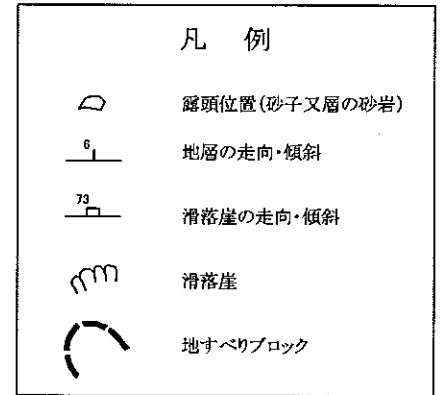 凡 例
露頭位置(砂子又層の砂岩)
6 地層の走向・傾斜
73 滑落崖の走向・傾斜
滑落崖
地すべりブロック